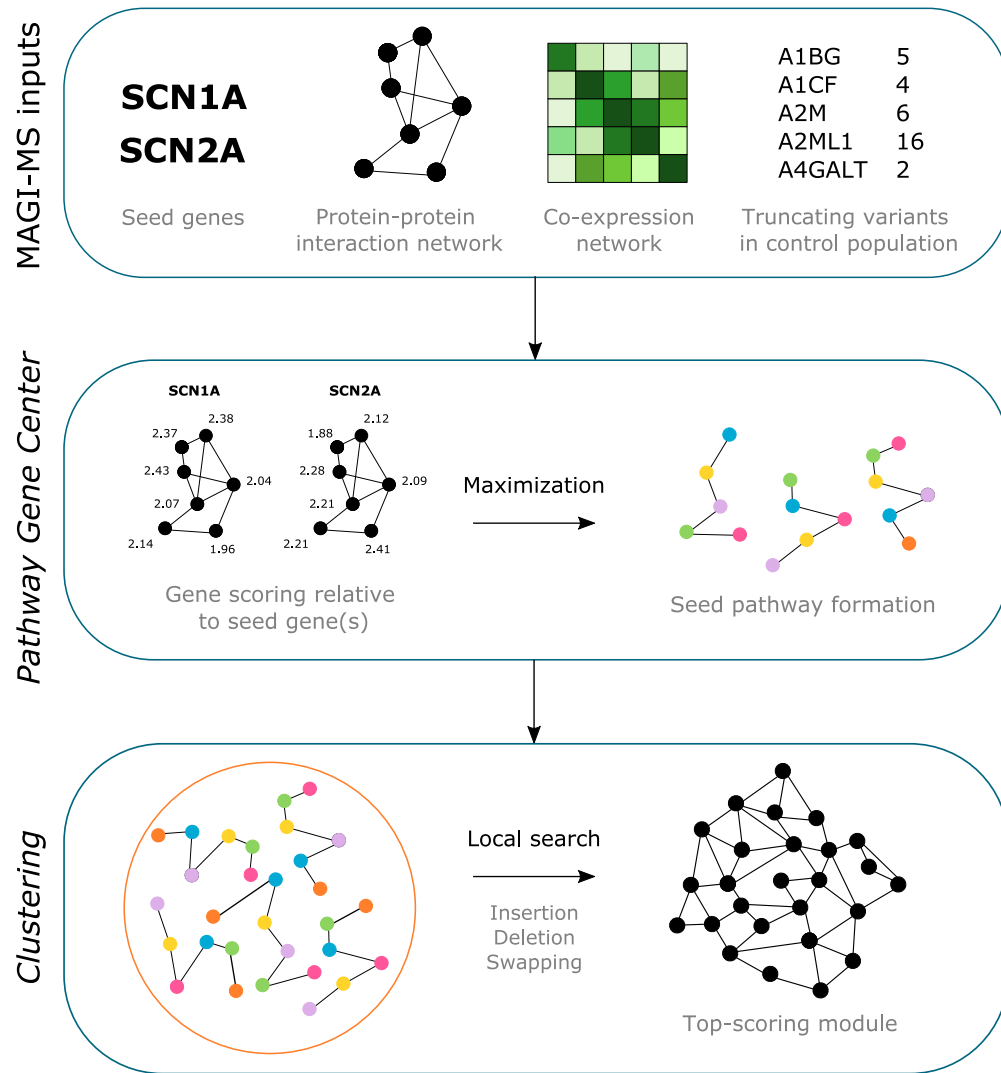 MAGI-MS inputs
SCN1A
SCN2A
Seed genes
Protein-protein
interaction network
Co-expression
network
A1BG 5
A1CF 4
A2M 6
A2ML1 16
A4GALT 2
Truncating variants
in control population
Pathway Gene Center
SCN1A
2.38
2.37
2.43
2.04
2.07
2.14
1.96
SCN2A
2.12
1.88
2.28
2.09
2.21
2.21
2.41
Gene scoring relative
to seed gene(s)
Maximization
Seed pathway formation
Clustering
Local search
Insertion
Deletion
Swapping
Top-scoring module